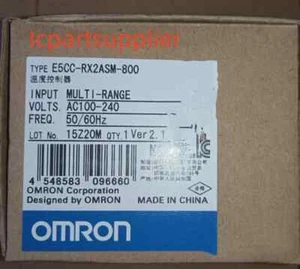 icpartsupplier
TYPE E5CC-RX2ASM-800
温度控制器
INPUT MULTI-RANGE
VOLTS. AC100-240
FREQ. 50/60Hz
LOT No. 15Z20M QTY. 1 Ver 2.1
4 548583 096660
OMRON Corporation
Designed by OMRON MADE IN CHINA
OMRON